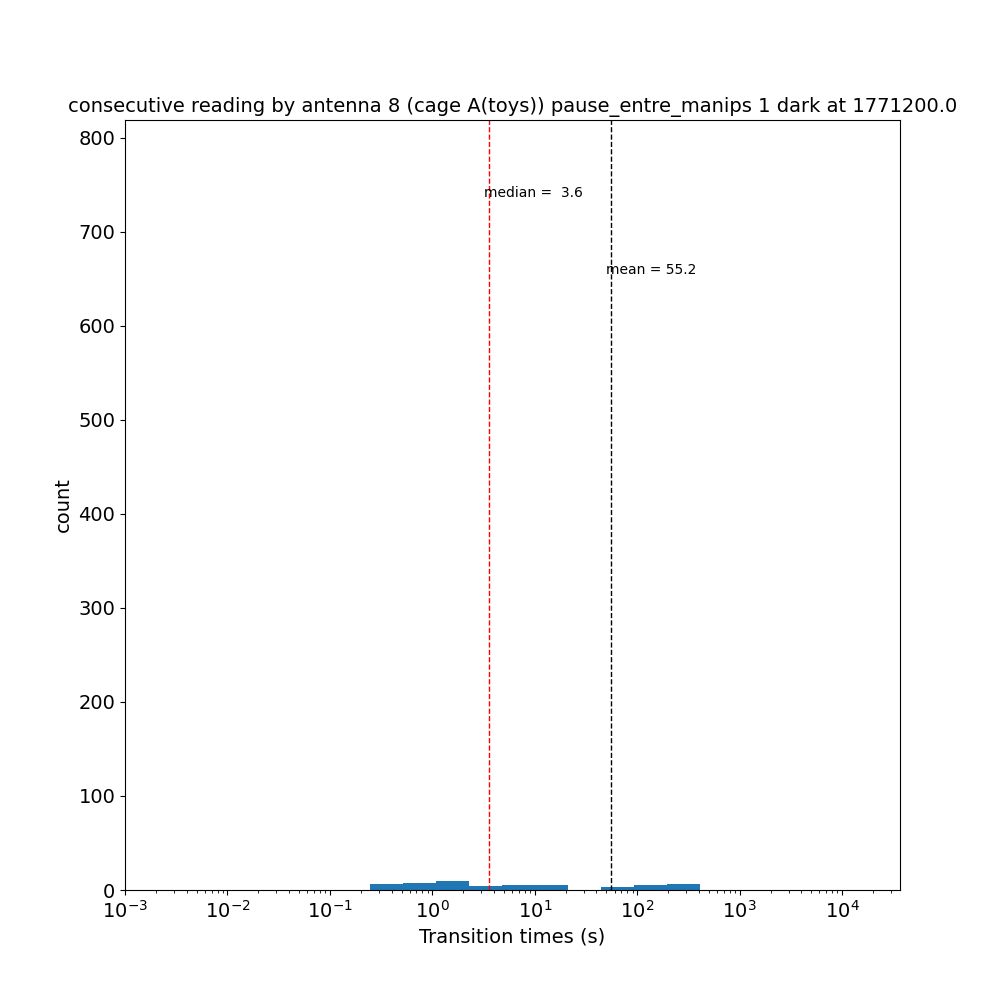 consecutive reading by antenna 8 (cage A(toys)) pause_entre_manips 1 dark at 1771200.0
800
median =  3.6
700
mean = 55.2
600
500
400
count
300
200
100
0
10⁻³ 10⁻² 10⁻¹ 10⁰ 10¹ 10² 10³ 10⁴
Transition times (s)